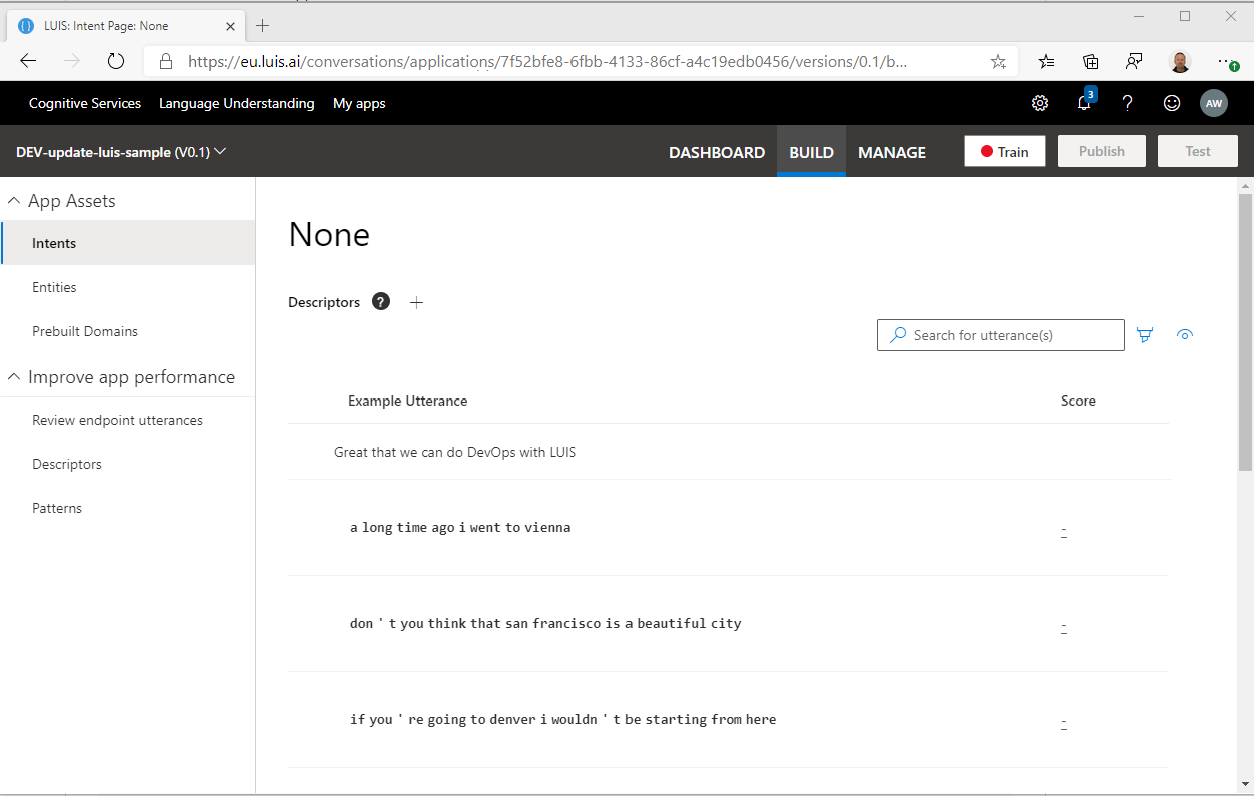 LUIS: Intent Page: None
https://eu.luis.ai/conversations/applications/7f52bfe8-6fbb-4133-86cf-a4c19edb0456/versions/0.1/b...
Cognitive Services Language Understanding My apps 3 ? AW
DEV-update-luis-sample (V0.1) DASHBOARD BUILD MANAGE Train Publish Test
App Assets
Intents
Entities
Prebuilt Domains
Improve app performance
Review endpoint utterances
Descriptors
Patterns
None
Descriptors ? +
Search for utterance(s)
Example Utterance Score
Great that we can do DevOps with LUIS
a long time ago i went to vienna -
don ' t you think that san francisco is a beautiful city -
if you ' re going to denver i wouldn ' t be starting from here -